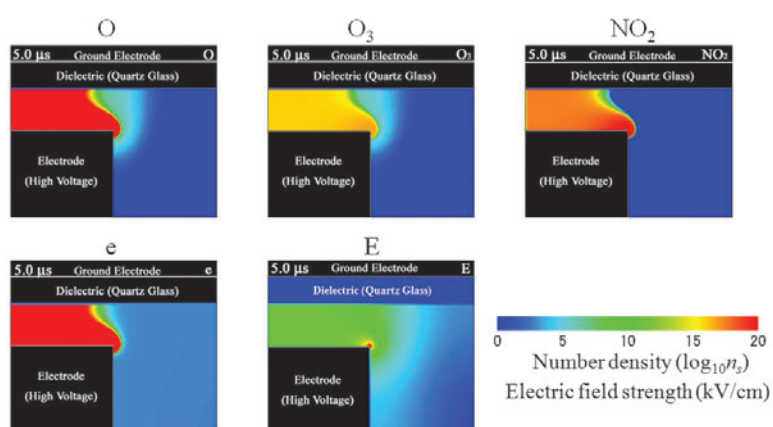 O
O₃
NO₂
5.0 μs Ground Electrode O
Dielectric (Quartz Glass)
Electrode
(High Voltage)
5.0 μs Ground Electrode O₃
Dielectric (Quartz Glass)
Electrode
(High Voltage)
5.0 μs Ground Electrode NO₂
Dielectric (Quartz Glass)
Electrode
(High Voltage)
e
E
5.0 μs Ground Electrode e
Dielectric (Quartz Glass)
Electrode
(High Voltage)
5.0 μs Ground Electrode E
Dielectric (Quartz Glass)
Electrode
(High Voltage)
0 5 10 15 20
Number density (log₁₀nₛ)
Electric field strength (kV/cm)